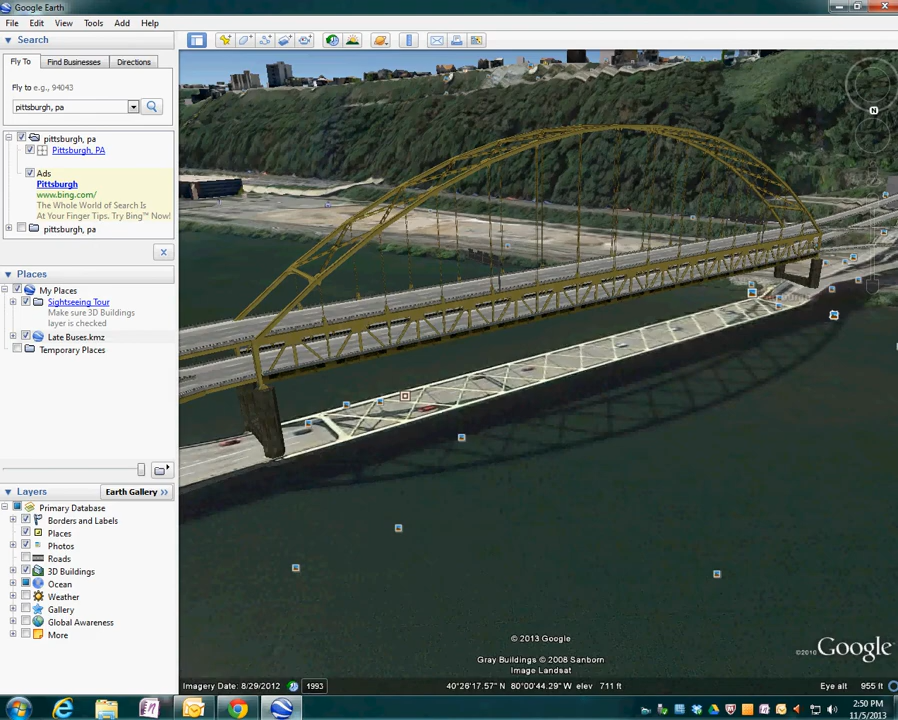 Google Earth
File Edit View Tools Add Help
Search
Fly To Find Businesses Directions
Fly to e.g., 94043
pittsburgh, pa
pittsburgh, pa
Pittsburgh, PA
Ads
Pittsburgh
www.bing.com/
The Whole World of Search Is
At Your Finger Tips. Try Bing™ Now!
pittsburgh, pa
Places
My Places
Sightseeing Tour
Make sure 3D Buildings
layer is checked
Late Buses.kmz
Temporary Places
Layers
Earth Gallery >>
Primary Database
Borders and Labels
Places
Photos
Roads
3D Buildings
Ocean
Weather
Gallery
Global Awareness
More
N
© 2013 Google
Gray Buildings © 2008 Sanborn
Image Landsat
©2010 Google
Imagery Date: 8/29/2012 1993 40°26'17.57" N 80°00'44.29" W elev 711 ft Eye alt 955 ft
2:50 PM
11/5/2013